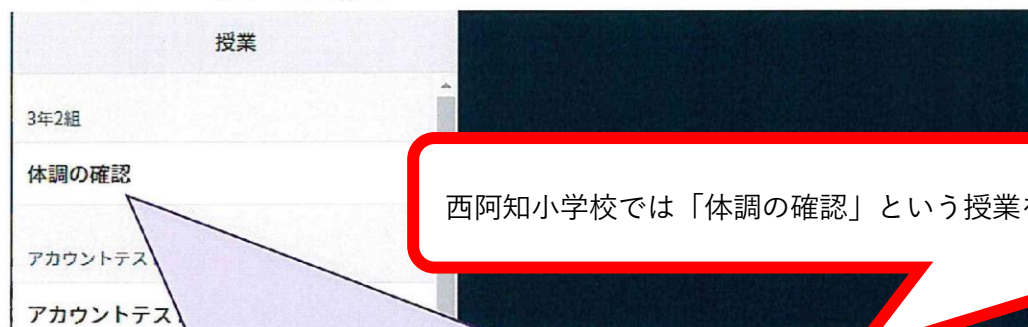 授業
3年2組
体調の確認
西阿知小学校では「体調の確認」という授業
アカウントテス
アカウントテス